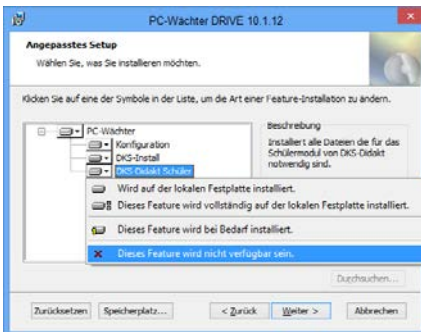 PC-Wächter DRIVE 10.1.12
Angepasstes Setup
Wählen Sie, was Sie installieren möchten.
Klicken Sie auf eine der Symbole in der Liste, um die Art einer Feature-Installation zu ändern.
PC-Wächter
Konfiguration
DKS-Install
DKS-Didakt Schüler
Beschreibung
Installiert alle Dateien die für das
Schülermodul von DKS-Didakt
notwendig sind.
Wird auf der lokalen Festplatte installiert.
Dieses Feature wird vollständig auf der lokalen Festplatte installiert.
Dieses Feature wird bei Bedarf installiert.
Dieses Feature wird nicht verfügbar sein.
Durchsuchen...
Zurücksetzen Speicherplatz... < Zurück Weiter > Abbrechen